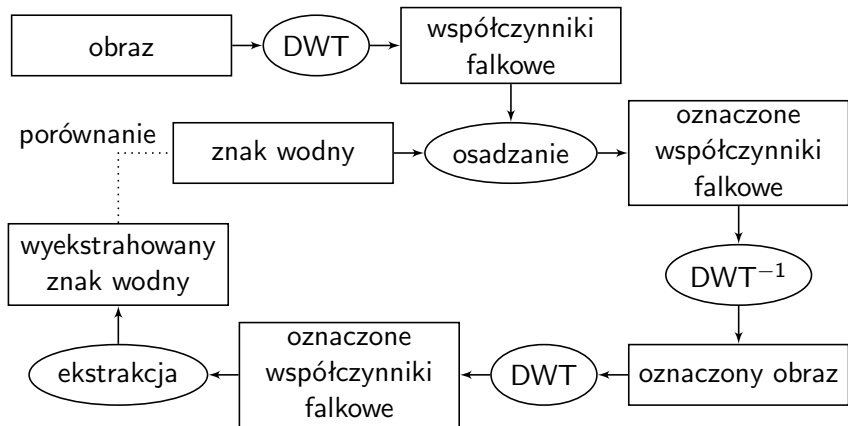 obraz
DWT
współczynniki
falkowe
porównanie
znak wodny
osadzanie
oznaczone
współczynniki
falkowe
wyekstrahowany
znak wodny
DWT⁻¹
ekstrakcja
oznaczone
współczynniki
falkowe
DWT
oznaczony obraz